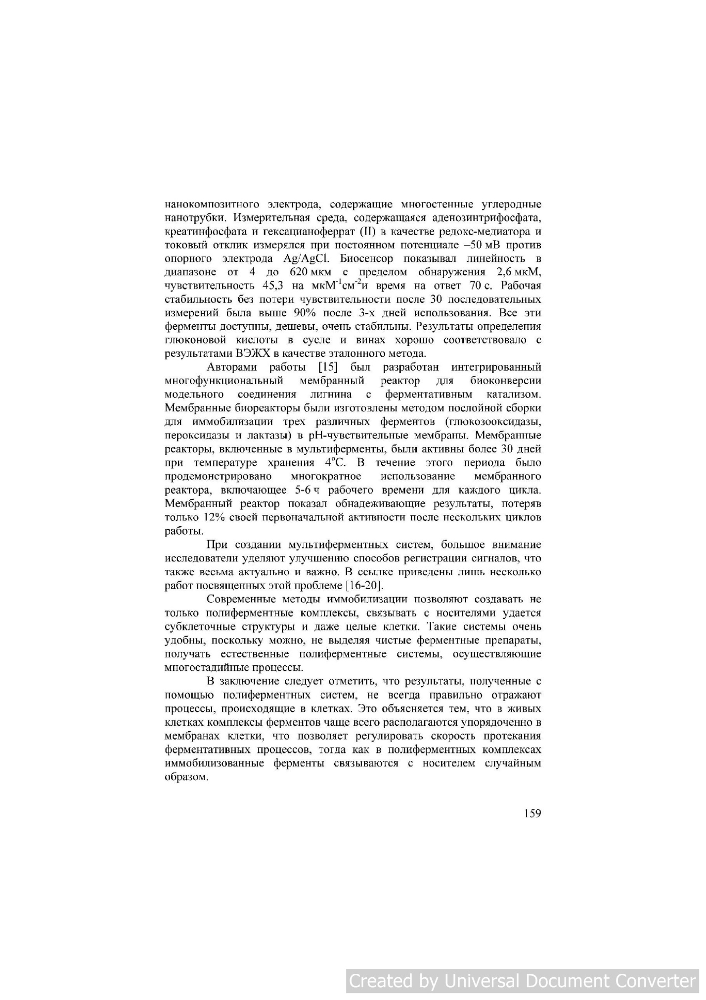 нанокомпозитного электрода, содержащие многостенные углеродные
нанотрубки. Измерительная среда, содержащаяся аденозинтрифосфата,
креатинфосфата и гексацианоферрат (II) в качестве редокс-медиатора и
токовый отклик измерялся при постоянном потенциале –50 мВ против
опорного электрода Ag/AgCl. Биосенсор показывал линейность в
диапазоне от 4 до 620 мкм с пределом обнаружения 2,6 мкМ,
чувствительность 45,3 на мкМ⁻¹см⁻²и время на ответ 70 с. Рабочая
стабильность без потери чувствительности после 30 последовательных
измерений была выше 90% после 3-х дней использования. Все эти
ферменты доступны, дешевы, очень стабильны. Результаты определения
глюконовой кислоты в сусле и винах хорошо соответствовало с
результатами ВЭЖХ в качестве эталонного метода.
Авторами работы [15] был разработан интегрированный
многофункциональный мембранный реактор для биоконверсии
модельного соединения лигнина с ферментативным катализом.
Мембранные биореакторы были изготовлены методом послойной сборки
для иммобилизации трех различных ферментов (глюкозооксидазы,
пероксидазы и лактазы) в рН-чувствительные мембраны. Мембранные
реакторы, включенные в мультиферменты, были активны более 30 дней
при температуре хранения 4°С. В течение этого периода было
продемонстрировано многократное использование мембранного
реактора, включающее 5-6 ч рабочего времени для каждого цикла.
Мембранный реактор показал обнадеживающие результаты, потеряв
только 12% своей первоначальной активности после нескольких циклов
работы.
При создании мультиферментных систем, большое внимание
исследователи уделяют улучшению способов регистрации сигналов, что
также весьма актуально и важно. В ссылке приведены лишь несколько
работ посвященных этой проблеме [16-20].
Современные методы иммобилизации позволяют создавать не
только полиферментные комплексы, связывать с носителями удается
субклеточные структуры и даже целые клетки. Такие системы очень
удобны, поскольку можно, не выделяя чистые ферментные препараты,
получать естественные полиферментные системы, осуществляющие
многостадийные процессы.
В заключение следует отметить, что результаты, полученные с
помощью полиферментных систем, не всегда правильно отражают
процессы, происходящие в клетках. Это объясняется тем, что в живых
клетках комплексы ферментов чаще всего располагаются упорядоченно в
мембранах клетки, что позволяет регулировать скорость протекания
ферментативных процессов, тогда как в полиферментных комплексах
иммобилизованные ферменты связываются с носителем случайным
образом.
159
Created by Universal Document Converter